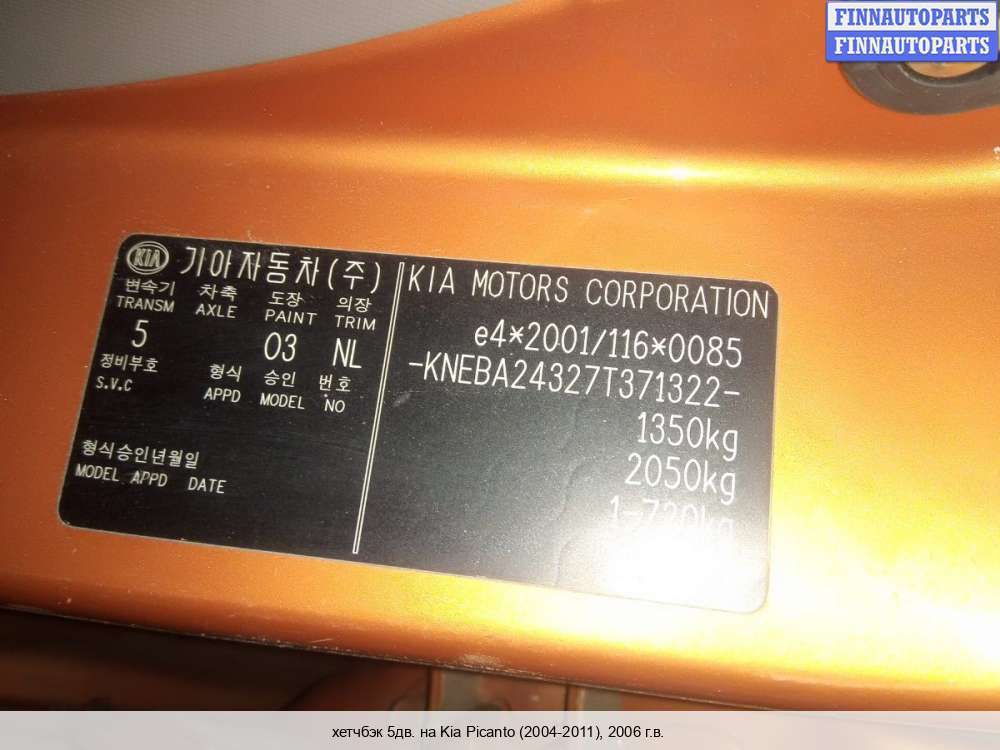 FINNAUTOPARTS
FINNAUTOPARTS
KIA 기아자동차(주)
변속기 차축 도장 의장
TRANSM AXLE PAINT TRIM
5 03 NL
정비부호 형식 승인 번호
S.V.C APPD MODEL NO
형식승인년월일
MODEL APPD DATE
KIA MOTORS CORPORATION
e4*2001/116*0085
-KNEBA24327T371322-
1350kg
2050kg
1-720kg
хетчбэк 5дв. на Kia Picanto (2004-2011), 2006 г.в.